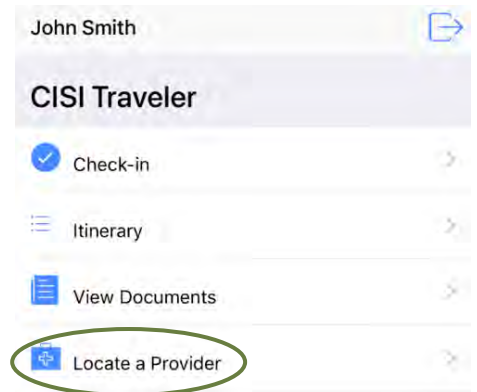 John Smith
CISI Traveler
Check-in
Itinerary
View Documents
Locate a Provider